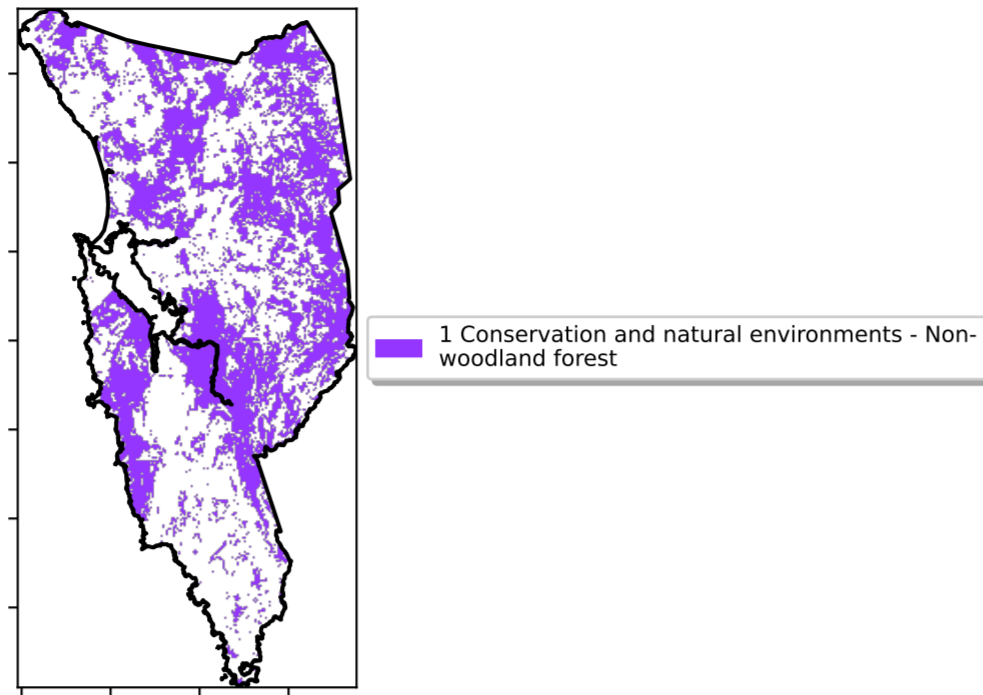 1 Conservation and natural environments - Non-
woodland forest